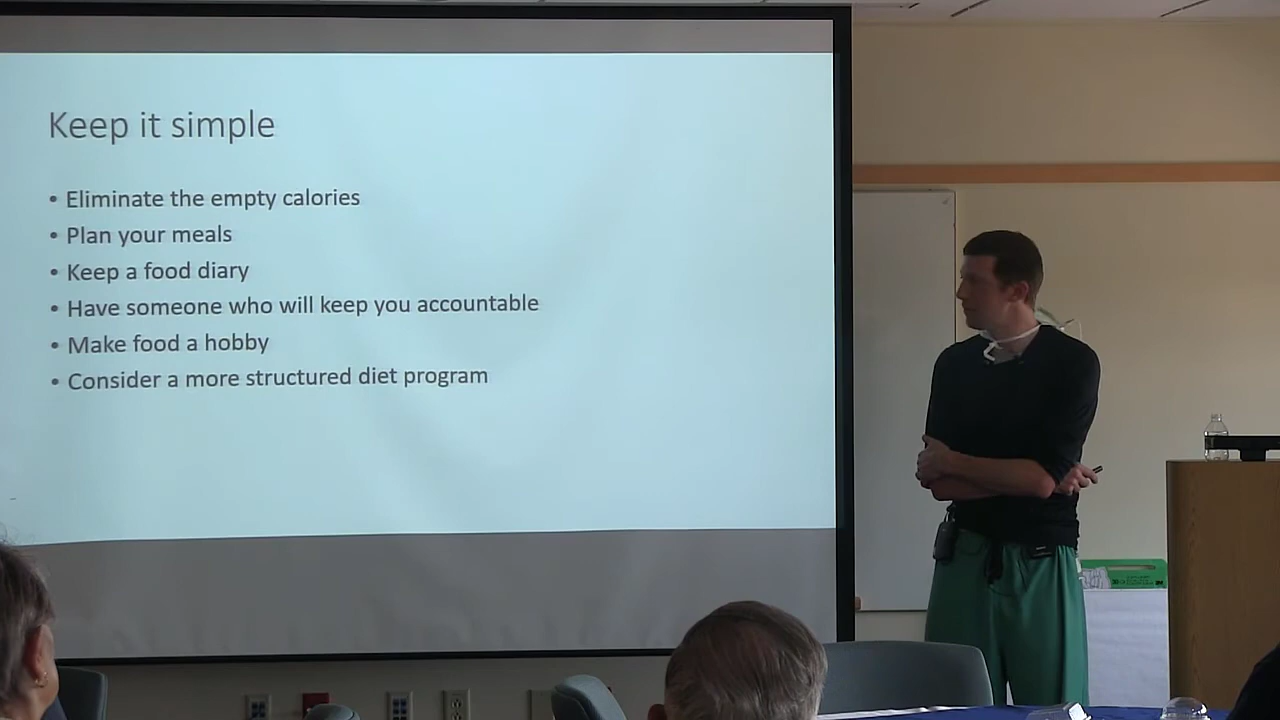 Keep it simple
• Eliminate the empty calories
• Plan your meals
• Keep a food diary
• Have someone who will keep you accountable
• Make food a hobby
• Consider a more structured diet program